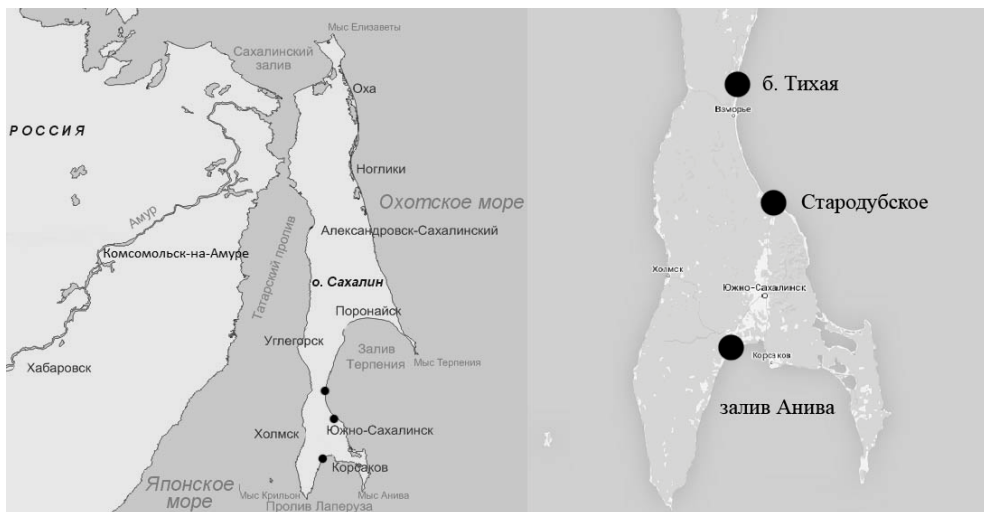 Мыс Елизаветы
Сахалинский
залив
Оха
РОССИЯ
Ноглики
Охотское море
Амур
Александровск-Сахалинский
Комсомольск-на-Амуре
Татарский пролив
о. Сахалин
Поронайск
Углегорск
Залив
Терпения
Мыс Терпения
Хабаровск
Холмск
Южно-Сахалинск
Корсаков
Японское
море
Мыс Крильон
Мыс Анива
Пролив Лаперуза
б. Тихая
Взморье
Стародубское
Холмск
Южно-Сахалинск
Корсаков
залив Анива